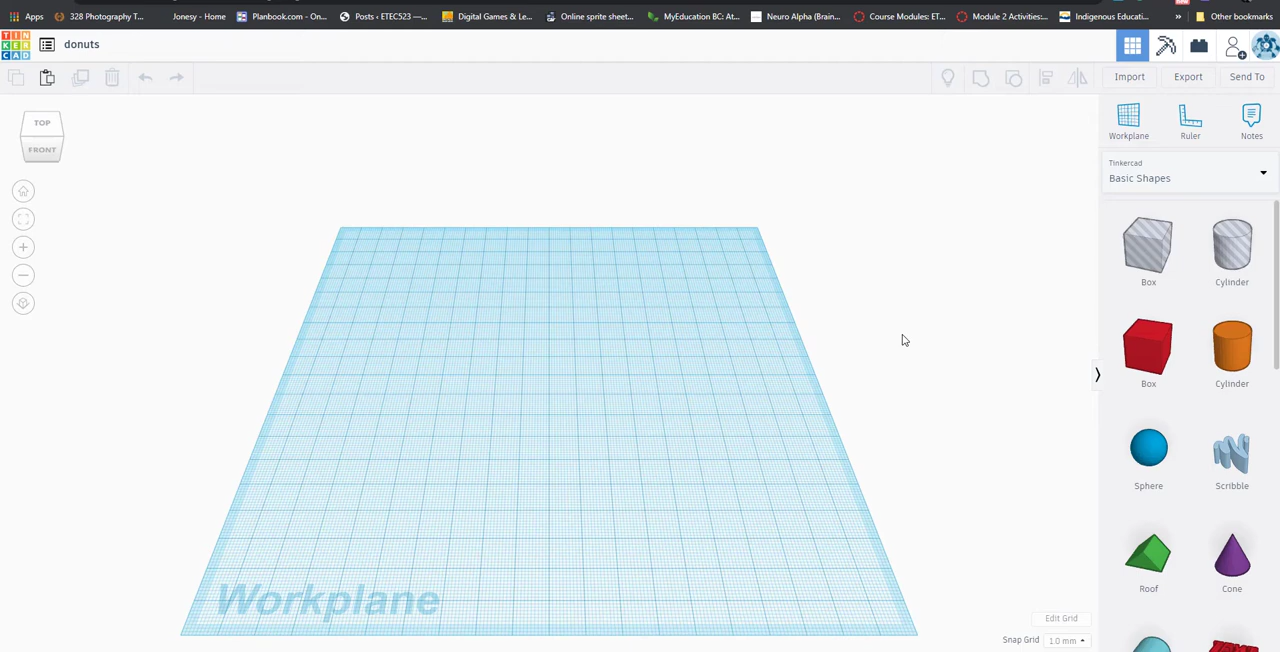 Apps
328 Photography T...
Jonesy - Home
Planbook.com - On...
Posts ‹ ETEC523 —...
Digital Games & Le...
Online sprite sheet...
MyEducation BC: At...
Neuro Alpha (Brain...
Course Modules: ET...
Module 2 Activities:...
Indigenous Educati...
»
Other bookmarks
TIN
KER
CAD
donuts
Import
Export
Send To
TOP
FRONT
Workplane
Ruler
Notes
Tinkercad
Basic Shapes
Box
Cylinder
Box
Cylinder
Sphere
Scribble
Roof
Cone
Workplane
Edit Grid
Snap Grid 1.0 mm